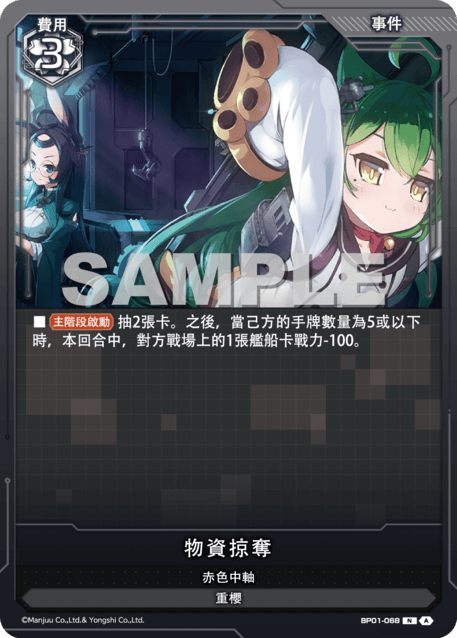 費用
事件
3
SAMPLE
■ 主階段啟動 抽2張卡。之後，當己方的手牌數量為5或以下
時，本回合中，對方戰場上的1張艦船卡戰力-100。
物資掠奪
赤色中軸
重櫻
©Manjuu Co.,Ltd.& Yongshi Co.,Ltd.
BP01-068 N A